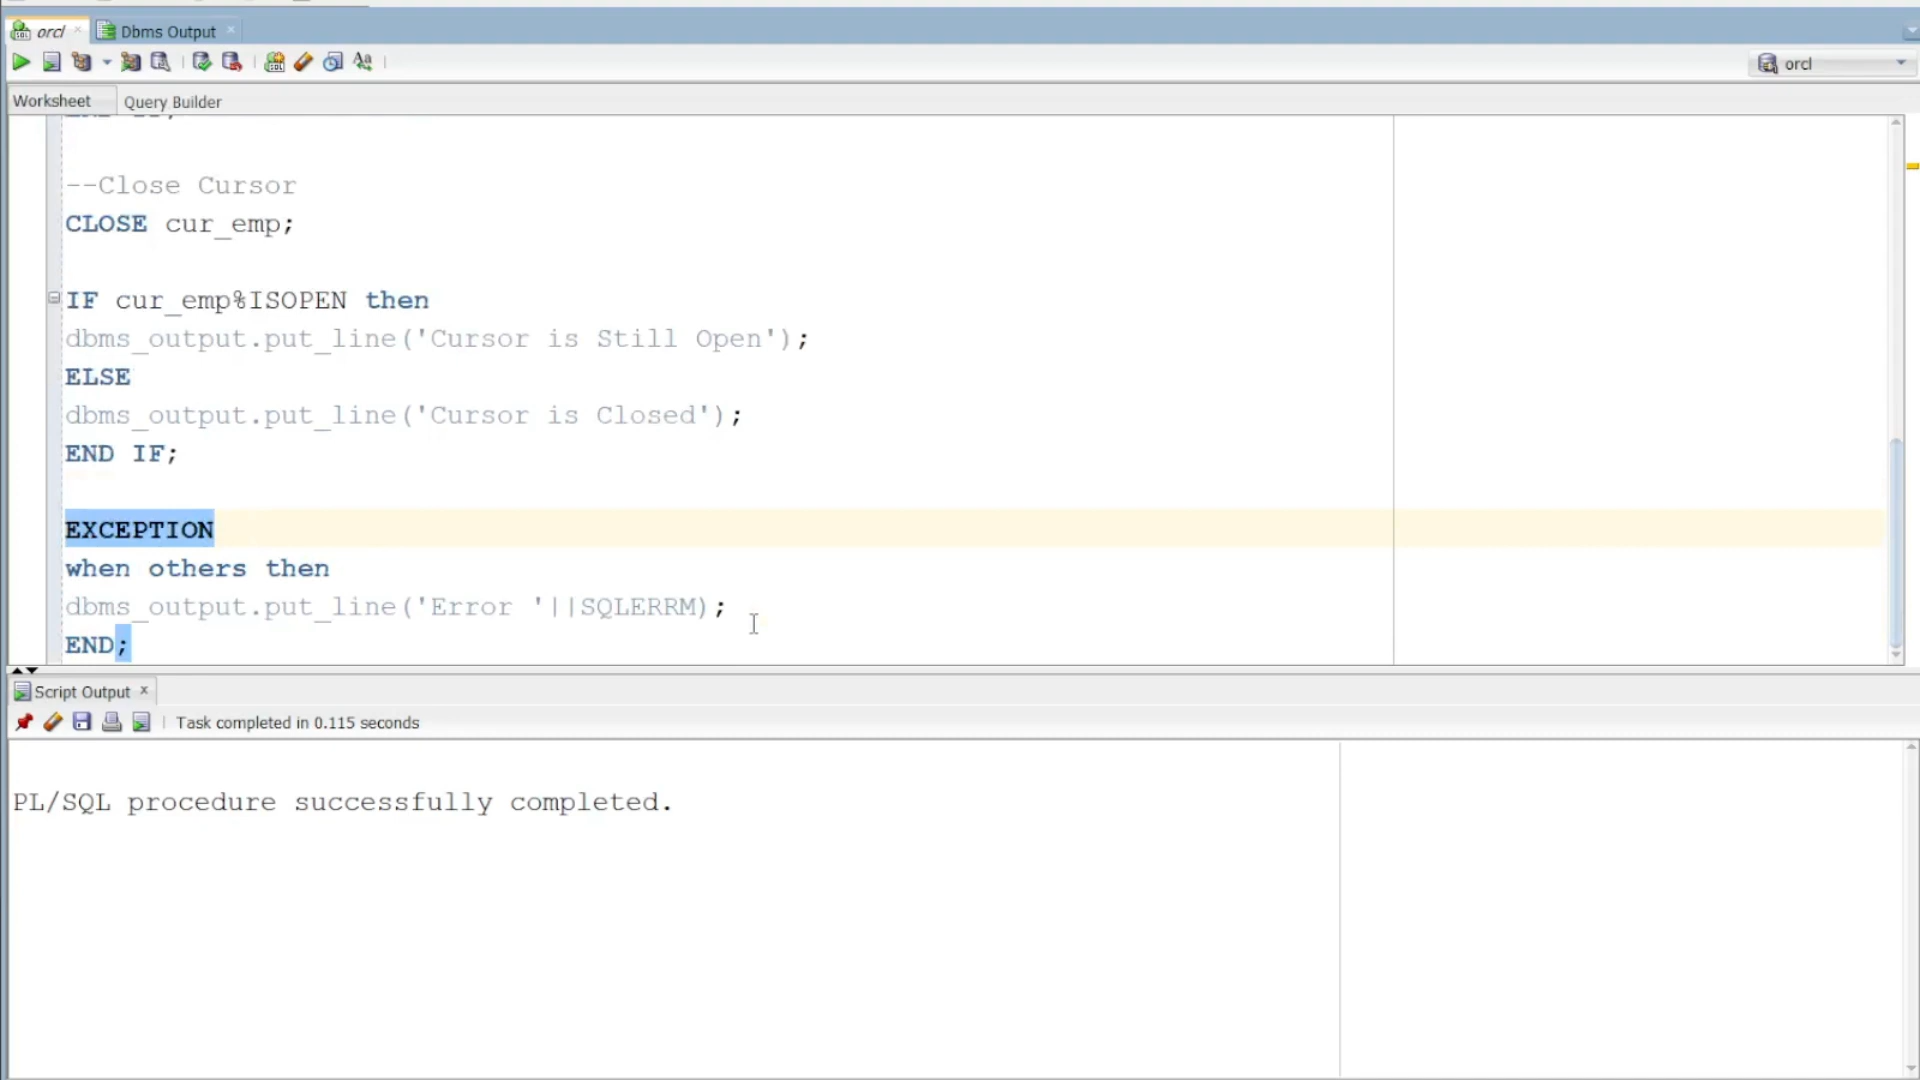 orcl
Dbms Output
orcl
Worksheet
Query Builder
--Close Cursor
CLOSE cur_emp;
IF cur_emp%ISOPEN then
dbms_output.put_line('Cursor is Still Open');
ELSE
dbms_output.put_line('Cursor is Closed');
END IF;
EXCEPTION
when others then
dbms_output.put_line('Error '||SQLERRM);
END;
Script Output
Task completed in 0.115 seconds
PL/SQL procedure successfully completed.